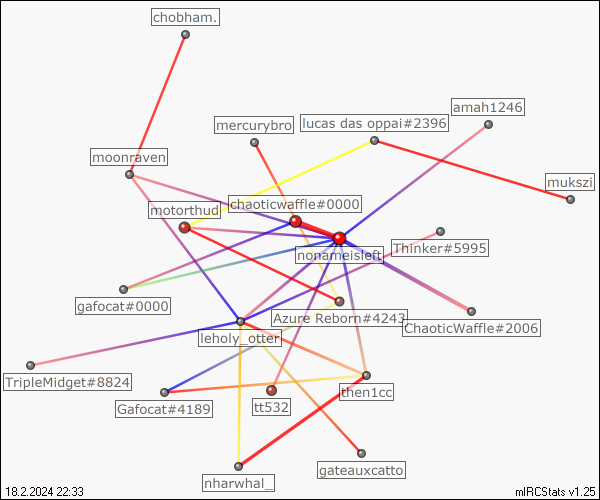 chobham.
amah1246
mercurybro
lucas das oppai#2396
moonraven
mukszi
chaoticwaffle#0000
motorthud
nonameisleft
Thinker#5995
gafocat#0000
Azure Reborn#4243
ChaoticWaffle#2006
leholy_otter
TripleMidget#8824
then1cc
Gafocat#4189
tt532
gateauxcatto
nharwhal_
18.2.2024 22:33
mIRCStats v1.25